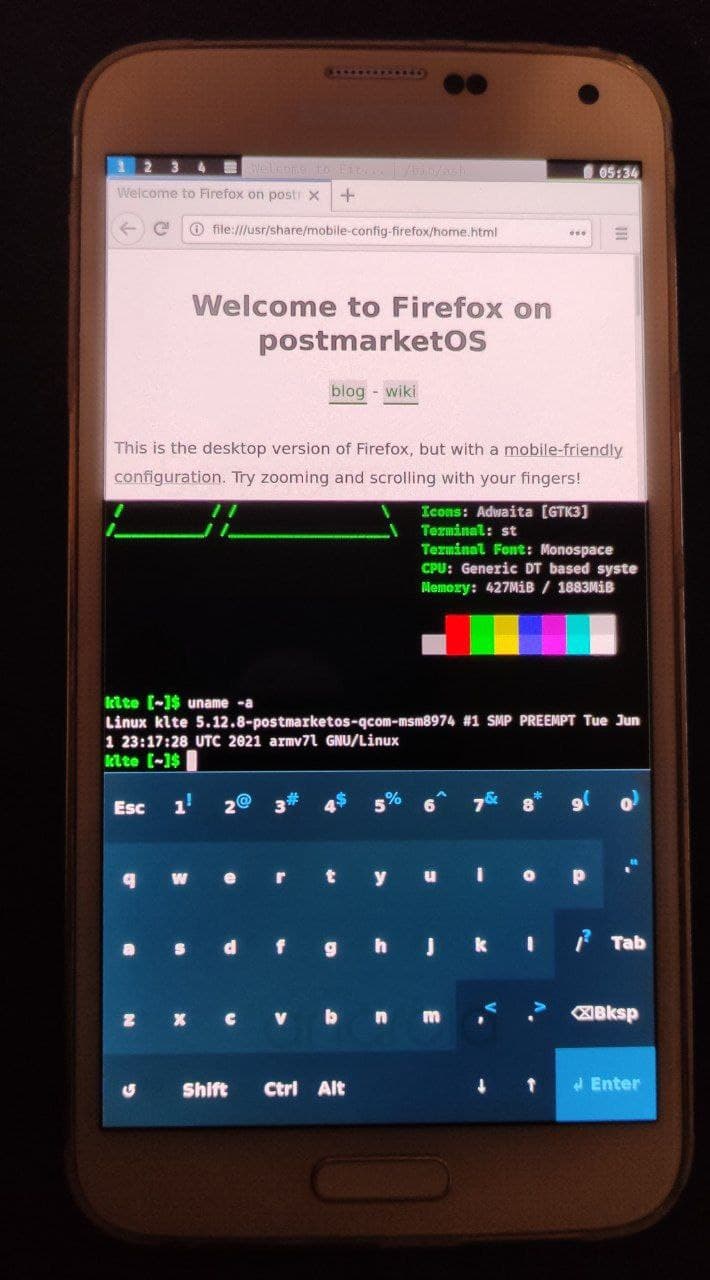 1 2 3 4 Welcome to Fir... | /bin/ash 05:34
Welcome to Firefox on post
file:///usr/share/mobile-config-firefox/home.html
Welcome to Firefox on
postmarketOS
blog - wiki
This is the desktop version of Firefox, but with a mobile-friendly
configuration. Try zooming and scrolling with your fingers!
Icons: Adwaita [GTK3]
Terminal: st
Terminal Font: Monospace
CPU: Generic DT based syste
Memory: 427MiB / 1883MiB
klte [~]$ uname -a
Linux klte 5.12.8-postmarketos-qcom-msm8974 #1 SMP PREEMPT Tue Jun
1 23:17:28 UTC 2021 armv7l GNU/Linux
klte [~]$
Esc 1! 2@ 3# 4$ 5% 6^ 7& 8* 9( 0)
q w e r t y u i o p '"
a s d f g h j k l /? Tab
z x c v b n m ,< .> ⌫Bksp
↺ Shift Ctrl Alt ↓ ↑ ↲ Enter